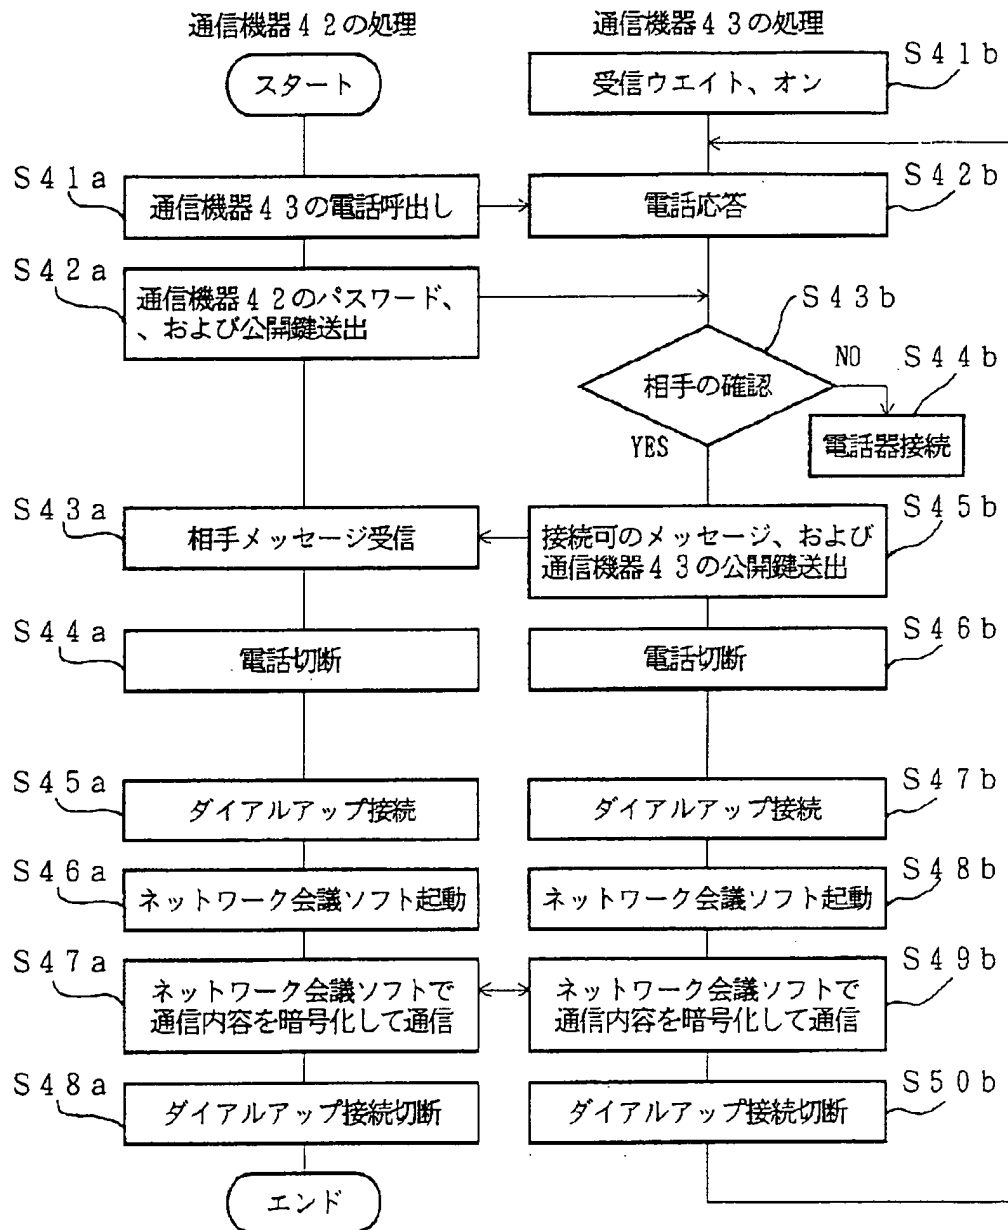 通信機器４２の処理
通信機器４３の処理
スタート
受信ウエイト、オン
Ｓ４１ｂ
Ｓ４１ａ
通信機器４３の電話呼出し
電話応答
Ｓ４２ｂ
Ｓ４２ａ
通信機器４２のパスワード、
、および公開鍵送出
Ｓ４３ｂ
相手の確認
NO
Ｓ４４ｂ
電話器接続
YES
Ｓ４３ａ
相手メッセージ受信
接続可のメッセージ、および
通信機器４３の公開鍵送出
Ｓ４５ｂ
Ｓ４４ａ
電話切断
電話切断
Ｓ４６ｂ
Ｓ４５ａ
ダイアルアップ接続
ダイアルアップ接続
Ｓ４７ｂ
Ｓ４６ａ
ネットワーク会議ソフト起動
ネットワーク会議ソフト起動
Ｓ４８ｂ
Ｓ４７ａ
ネットワーク会議ソフトで
通信内容を暗号化して通信
ネットワーク会議ソフトで
通信内容を暗号化して通信
Ｓ４９ｂ
Ｓ４８ａ
ダイアルアップ接続切断
ダイアルアップ接続切断
Ｓ５０ｂ
エンド